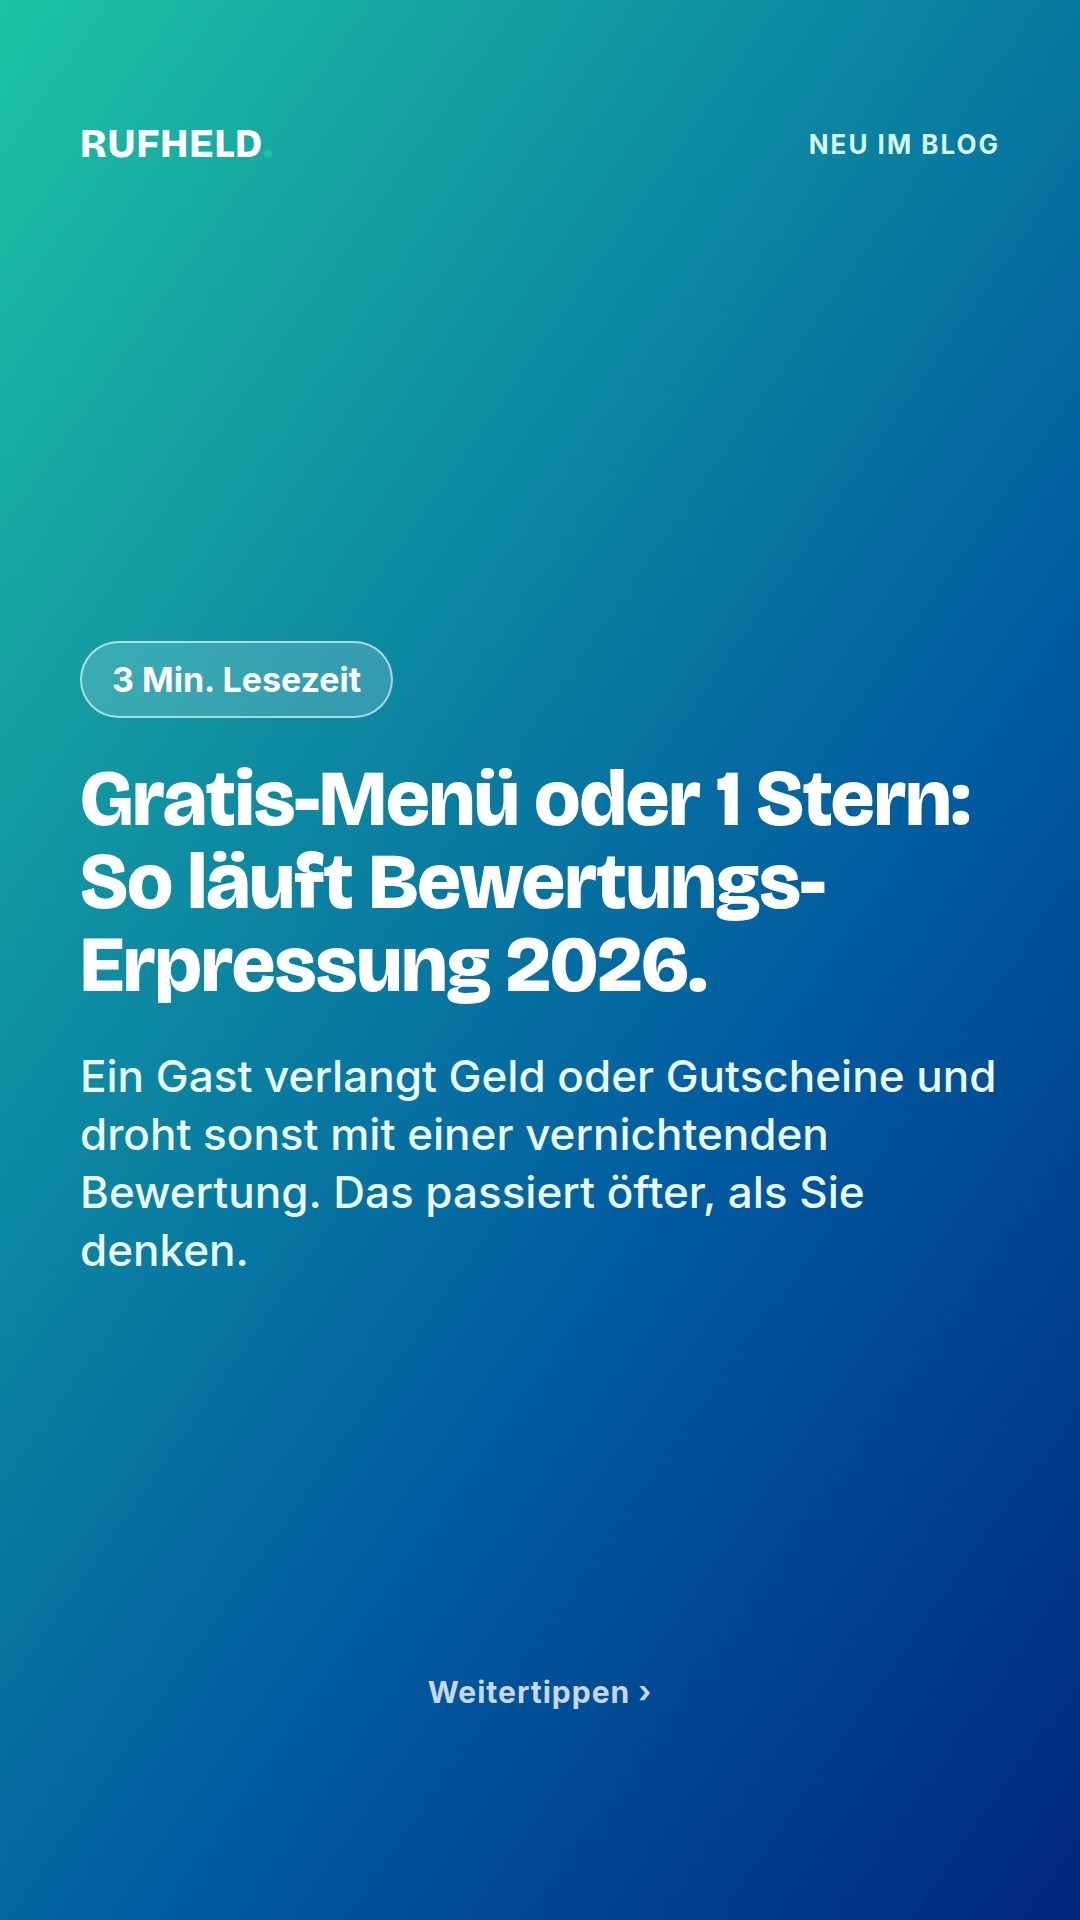 RUFHELD.
NEU IM BLOG
3 Min. Lesezeit
Gratis-Menü oder 1 Stern:
So läuft Bewertungs-
Erpressung 2026.
Ein Gast verlangt Geld oder Gutscheine und
droht sonst mit einer vernichtenden
Bewertung. Das passiert öfter, als Sie
denken.
Weitertippen ›